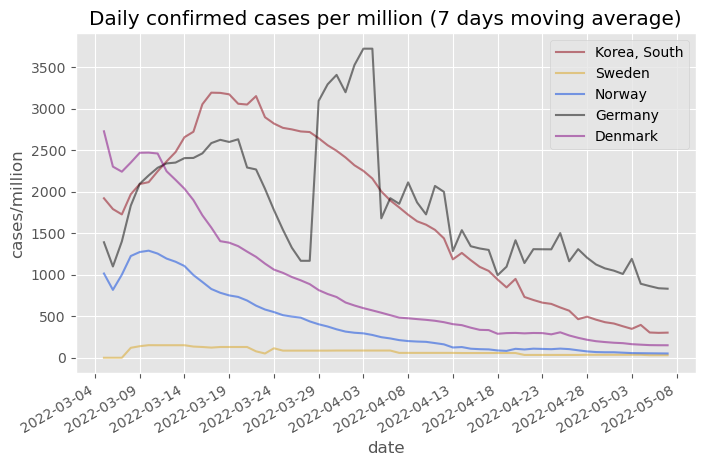 Daily confirmed cases per million (7 days moving average)
cases/million
3500
3000
2500
2000
1500
1000
500
0
Korea, South
Sweden
Norway
Germany
Denmark
2022-03-04
2022-03-09
2022-03-14
2022-03-19
2022-03-24
2022-03-29
2022-04-03
2022-04-08
2022-04-13
2022-04-18
2022-04-23
2022-04-28
2022-05-03
2022-05-08
date